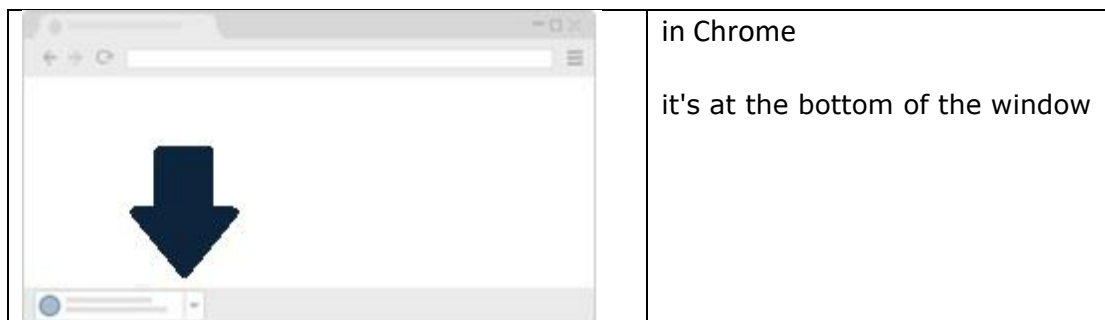 in Chrome
it's at the bottom of the window